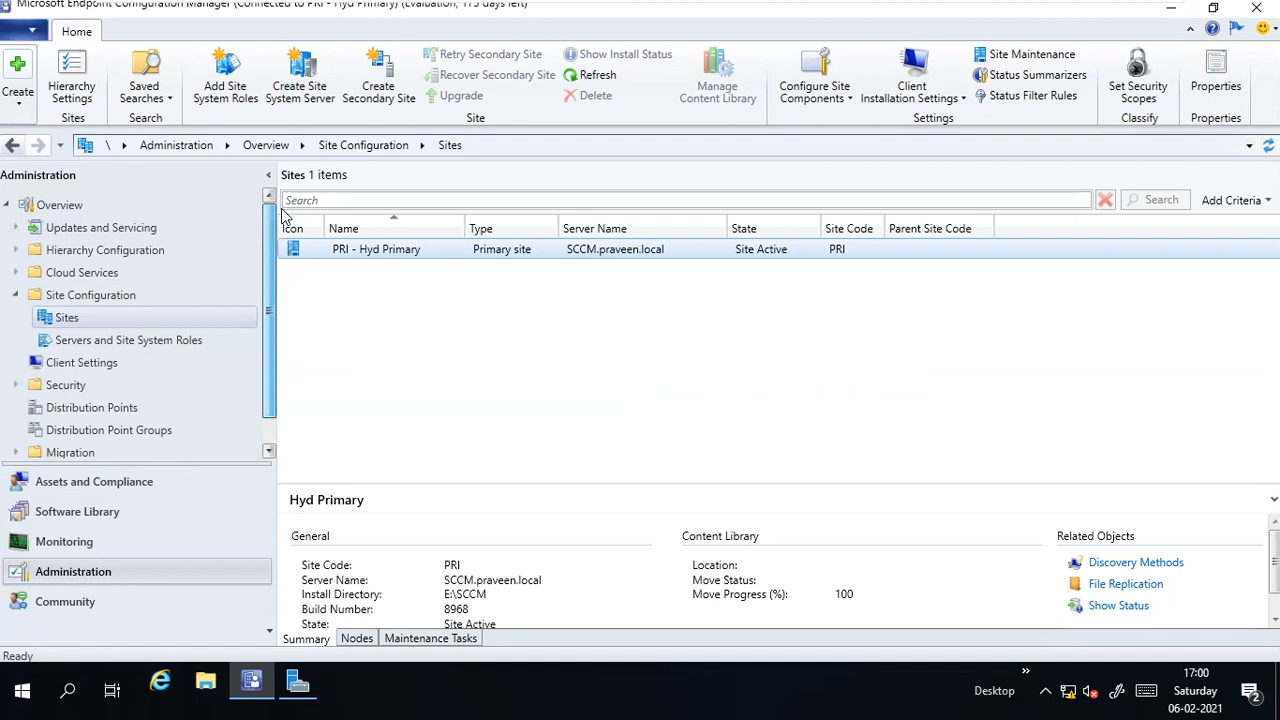 Microsoft Endpoint Configuration Manager (Connected to PRI - Hyd Primary) (Evaluation, 175 days left)
Home
Create
Hierarchy Settings
Sites
Saved Searches
Search
Add Site System Roles
Create Site System Server
Create Secondary Site
Retry Secondary Site
Recover Secondary Site
Upgrade
Show Install Status
Refresh
Delete
Manage Content Library
Site
Configure Site Components
Client Installation Settings
Site Maintenance
Status Summarizers
Status Filter Rules
Settings
Set Security Scopes
Classify
Properties
Properties
\ Administration Overview Site Configuration Sites
Administration
Overview
Updates and Servicing
Hierarchy Configuration
Cloud Services
Site Configuration
Sites
Servers and Site System Roles
Client Settings
Security
Distribution Points
Distribution Point Groups
Migration
Assets and Compliance
Software Library
Monitoring
Administration
Community
Sites 1 items
Search
Search
Add Criteria
Icon Name Type Server Name State Site Code Parent Site Code
PRI - Hyd Primary Primary site SCCM.praveen.local Site Active PRI
Hyd Primary
General
Site Code: PRI
Server Name: SCCM.praveen.local
Install Directory: E:\SCCM
Build Number: 8968
State: Site Active
Content Library
Location:
Move Status:
Move Progress (%): 100
Related Objects
Discovery Methods
File Replication
Show Status
Summary Nodes Maintenance Tasks
Ready
Desktop
17:00
Saturday
06-02-2021
2